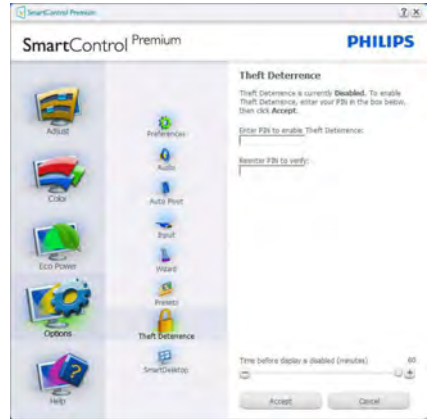 SmartControl Premium
SmartControl Premium
PHILIPS
Adjust
Color
Eco Power
Options
Help
Preferences
Audio
Auto Pivot
Input
Wizard
Presets
Theft Deterrence
SmartDesktop
Theft Deterrence
Theft Deterrence is currently Disabled. To enable
Theft Deterrence, enter your PIN in the box below,
then click Accept.
Enter PIN to enable Theft Deterrence:
Reenter PIN to verify:
Time before display is disabled (minutes) 60
Accept Cancel